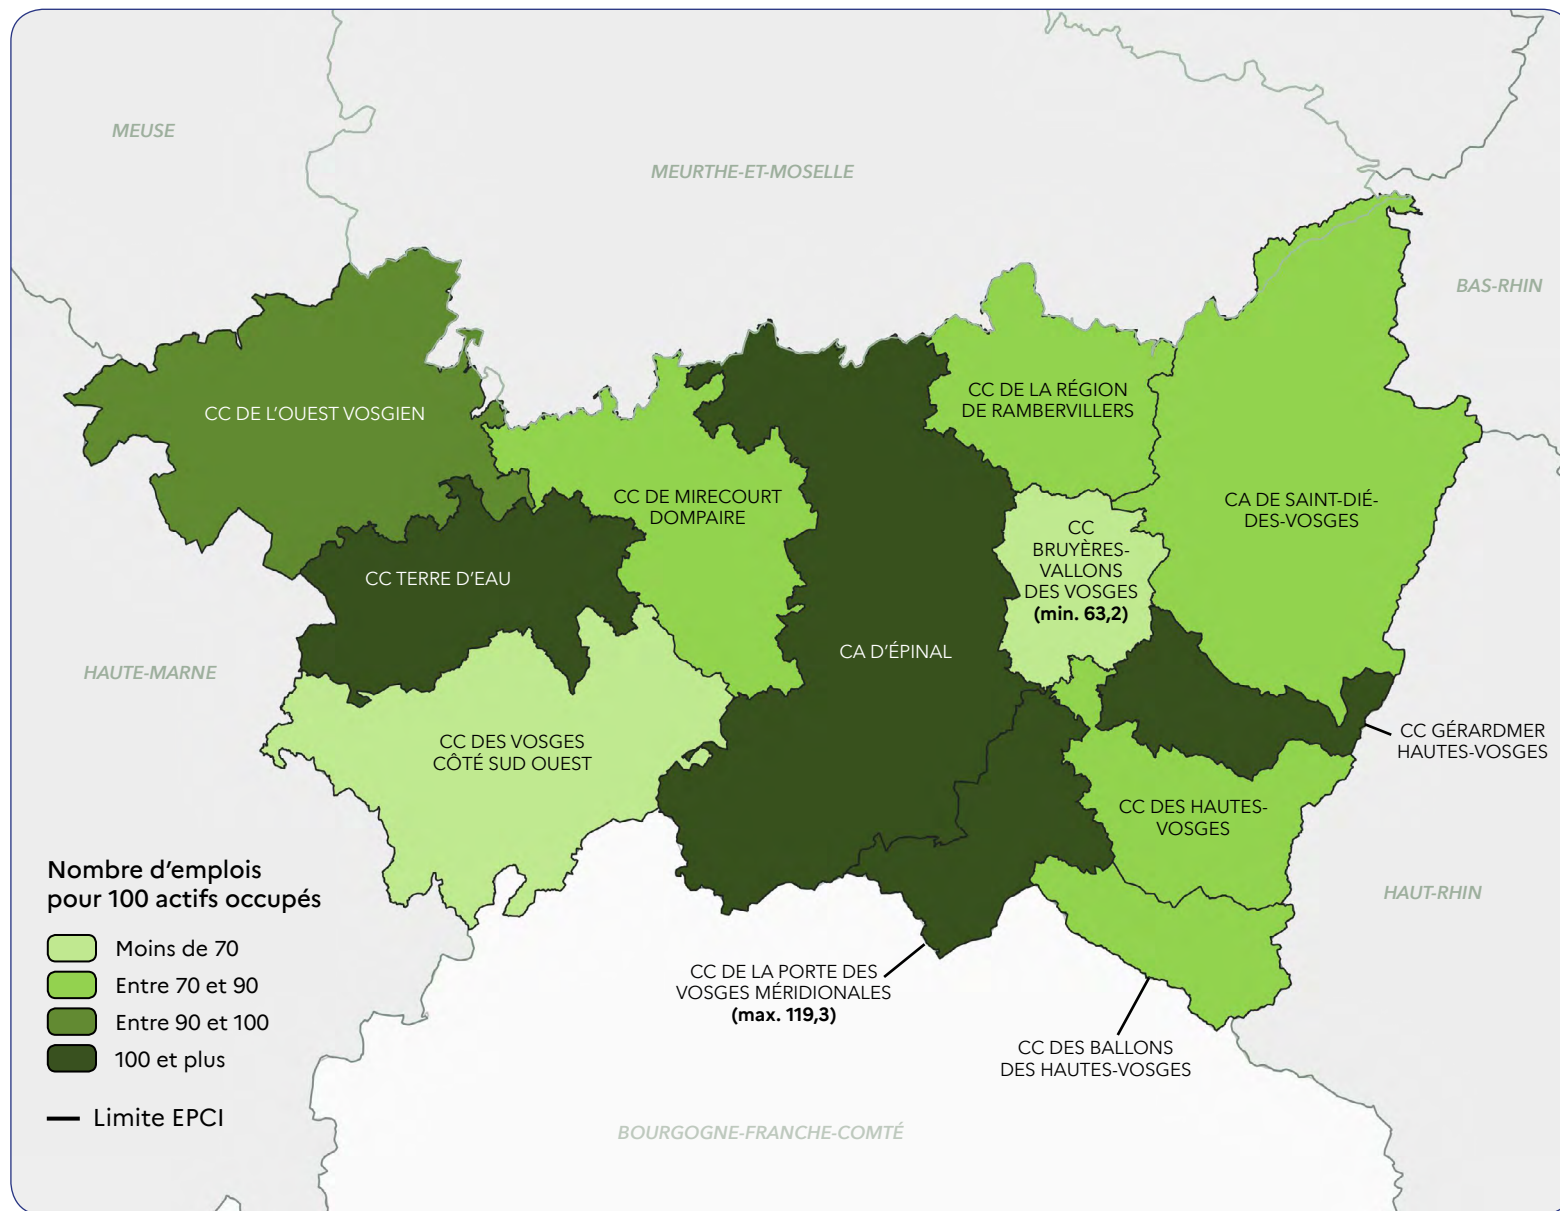 MEUSE
MEURTHE-ET-MOSELLE
BAS-RHIN
CC DE L'OUEST VOSGIEN
CC DE LA RÉGION
DE RAMBERVILLERS
CC DE MIRECOURT
DOMPAIRE
CA DE SAINT-DIÉ-
DES-VOSGES
CC
BRUYÈRES-
VALLONS
DES VOSGES
(min. 63,2)
CC TERRE D'EAU
CA D'ÉPINAL
HAUTE-MARNE
CC GÉRARDMER
HAUTES-VOSGES
CC DES VOSGES
CÔTÉ SUD OUEST
CC DES HAUTES-
VOSGES
HAUT-RHIN
Nombre d'emplois
pour 100 actifs occupés
Moins de 70
Entre 70 et 90
Entre 90 et 100
100 et plus
Limite EPCI
CC DE LA PORTE DES
VOSGES MÉRIDIONALES
(max. 119,3)
CC DES BALLONS
DES HAUTES-VOSGES
BOURGOGNE-FRANCHE-COMTÉ